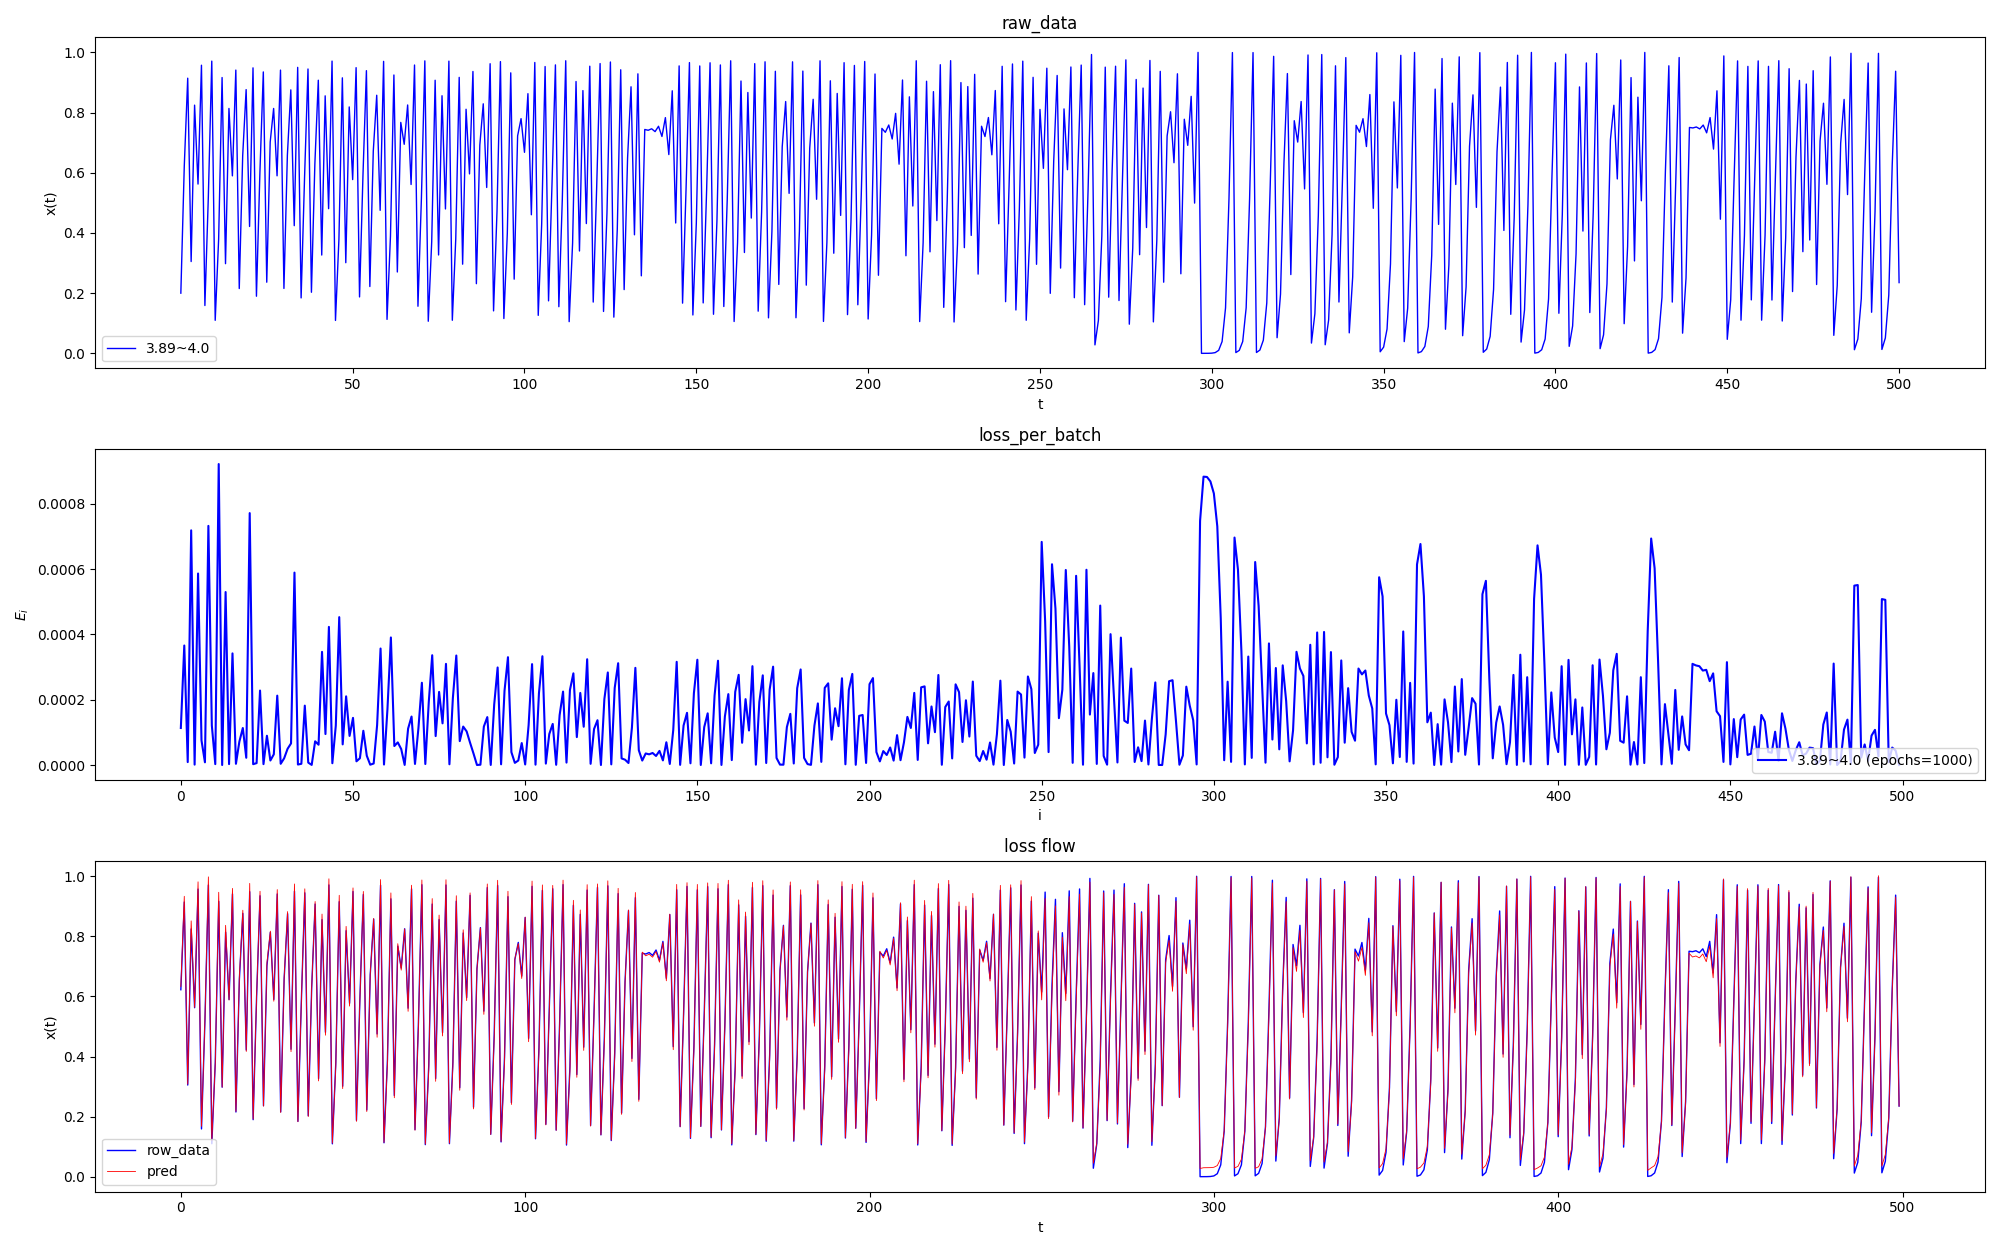 raw_data
1.0
0.8
0.6
0.4
0.2
0.0
x(t)
3.89~4.0
50 100 150 200 250 300 350 400 450 500
t
loss_per_batch
0.0008
0.0006
0.0004
0.0002
0.0000
E_i
3.89~4.0 (epochs=1000)
0 50 100 150 200 250 300 350 400 450 500
i
loss flow
1.0
0.8
0.6
0.4
0.2
0.0
x(t)
row_data
pred
0 100 200 300 400 500
t